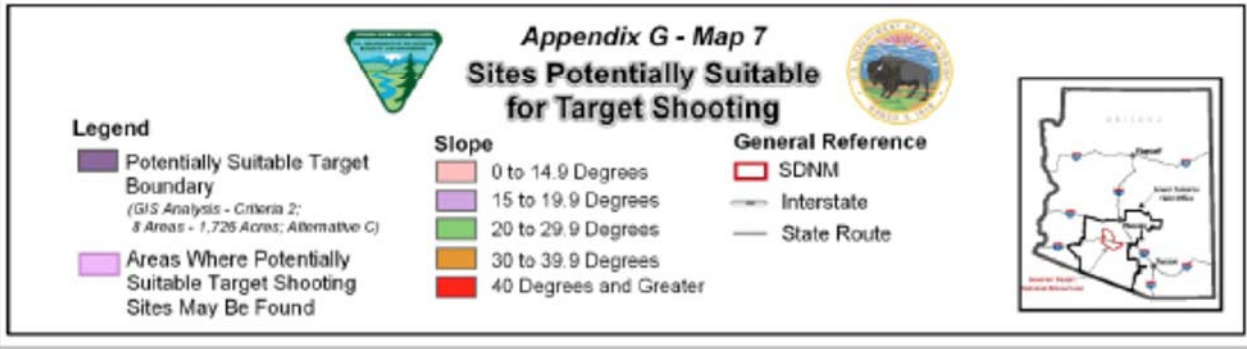 Appendix G - Map 7
Sites Potentially Suitable
for Target Shooting
Legend
Potentially Suitable Target
Boundary
(GIS Analysis - Criteria 2;
8 Areas - 1,726 Acres; Alternative C)
Areas Where Potentially
Suitable Target Shooting
Sites May Be Found
Slope
0 to 14.9 Degrees
15 to 19.9 Degrees
20 to 29.9 Degrees
30 to 39.9 Degrees
40 Degrees and Greater
General Reference
SDNM
Interstate
State Route
ARIZONA